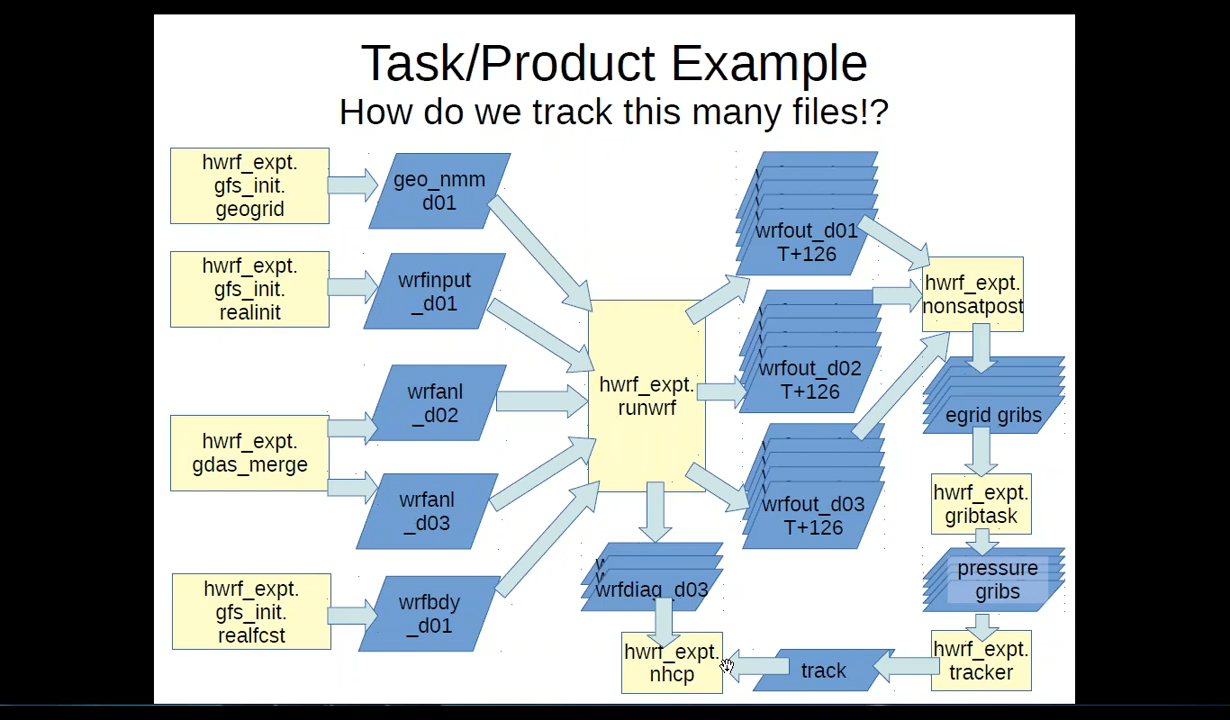 Task/Product Example
How do we track this many files!?
hwrf_expt.
gfs_init.
geogrid
geo_nmm
d01
hwrf_expt.
gfs_init.
realinit
wrfinput
_d01
hwrf_expt.
gdas_merge
wrfanl
_d02
wrfanl
_d03
hwrf_expt.
gfs_init.
realfcst
wrfbdy
_d01
hwrf_expt.
runwrf
wrfout_d01
T+126
wrfout_d02
T+126
wrfout_d03
T+126
wrfdiag_d03
hwrf_expt.
nhcp
hwrf_expt.
nonsatpost
egrid gribs
hwrf_expt.
gribtask
pressure
gribs
hwrf_expt.
tracker
track